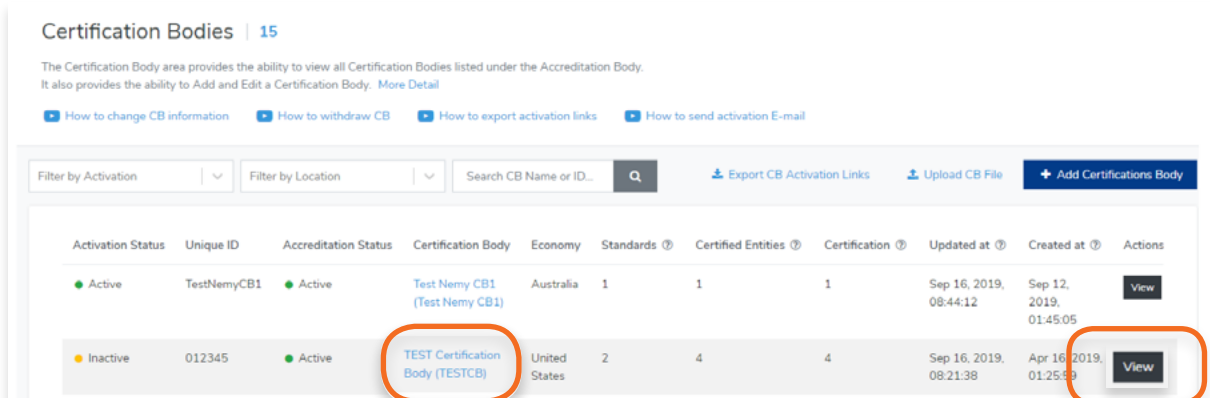 Certification Bodies | 15
The Certification Body area provides the ability to view all Certification Bodies listed under the Accreditation Body.
It also provides the ability to Add and Edit a Certification Body. More Detail
How to change CB information How to withdraw CB How to export activation links How to send activation E-mail
Filter by Activation Filter by Location Search CB Name or ID... Export CB Activation Links Upload CB File + Add Certifications Body
Activation Status Unique ID Accreditation Status Certification Body Economy Standards Certified Entities Certification Updated at Created at Actions
Active TestNemyCB1 Active Test Nemy CB1 Australia 1 1 1 Sep 16, 2019, Sep 12, View
(Test Nemy CB1) 08:44:12 2019,
01:45:05
Inactive 012345 Active TEST Certification United 2 4 4 Sep 16, 2019, Apr 16, 2019, View
Body (TESTCB) States 08:21:38 01:25:59